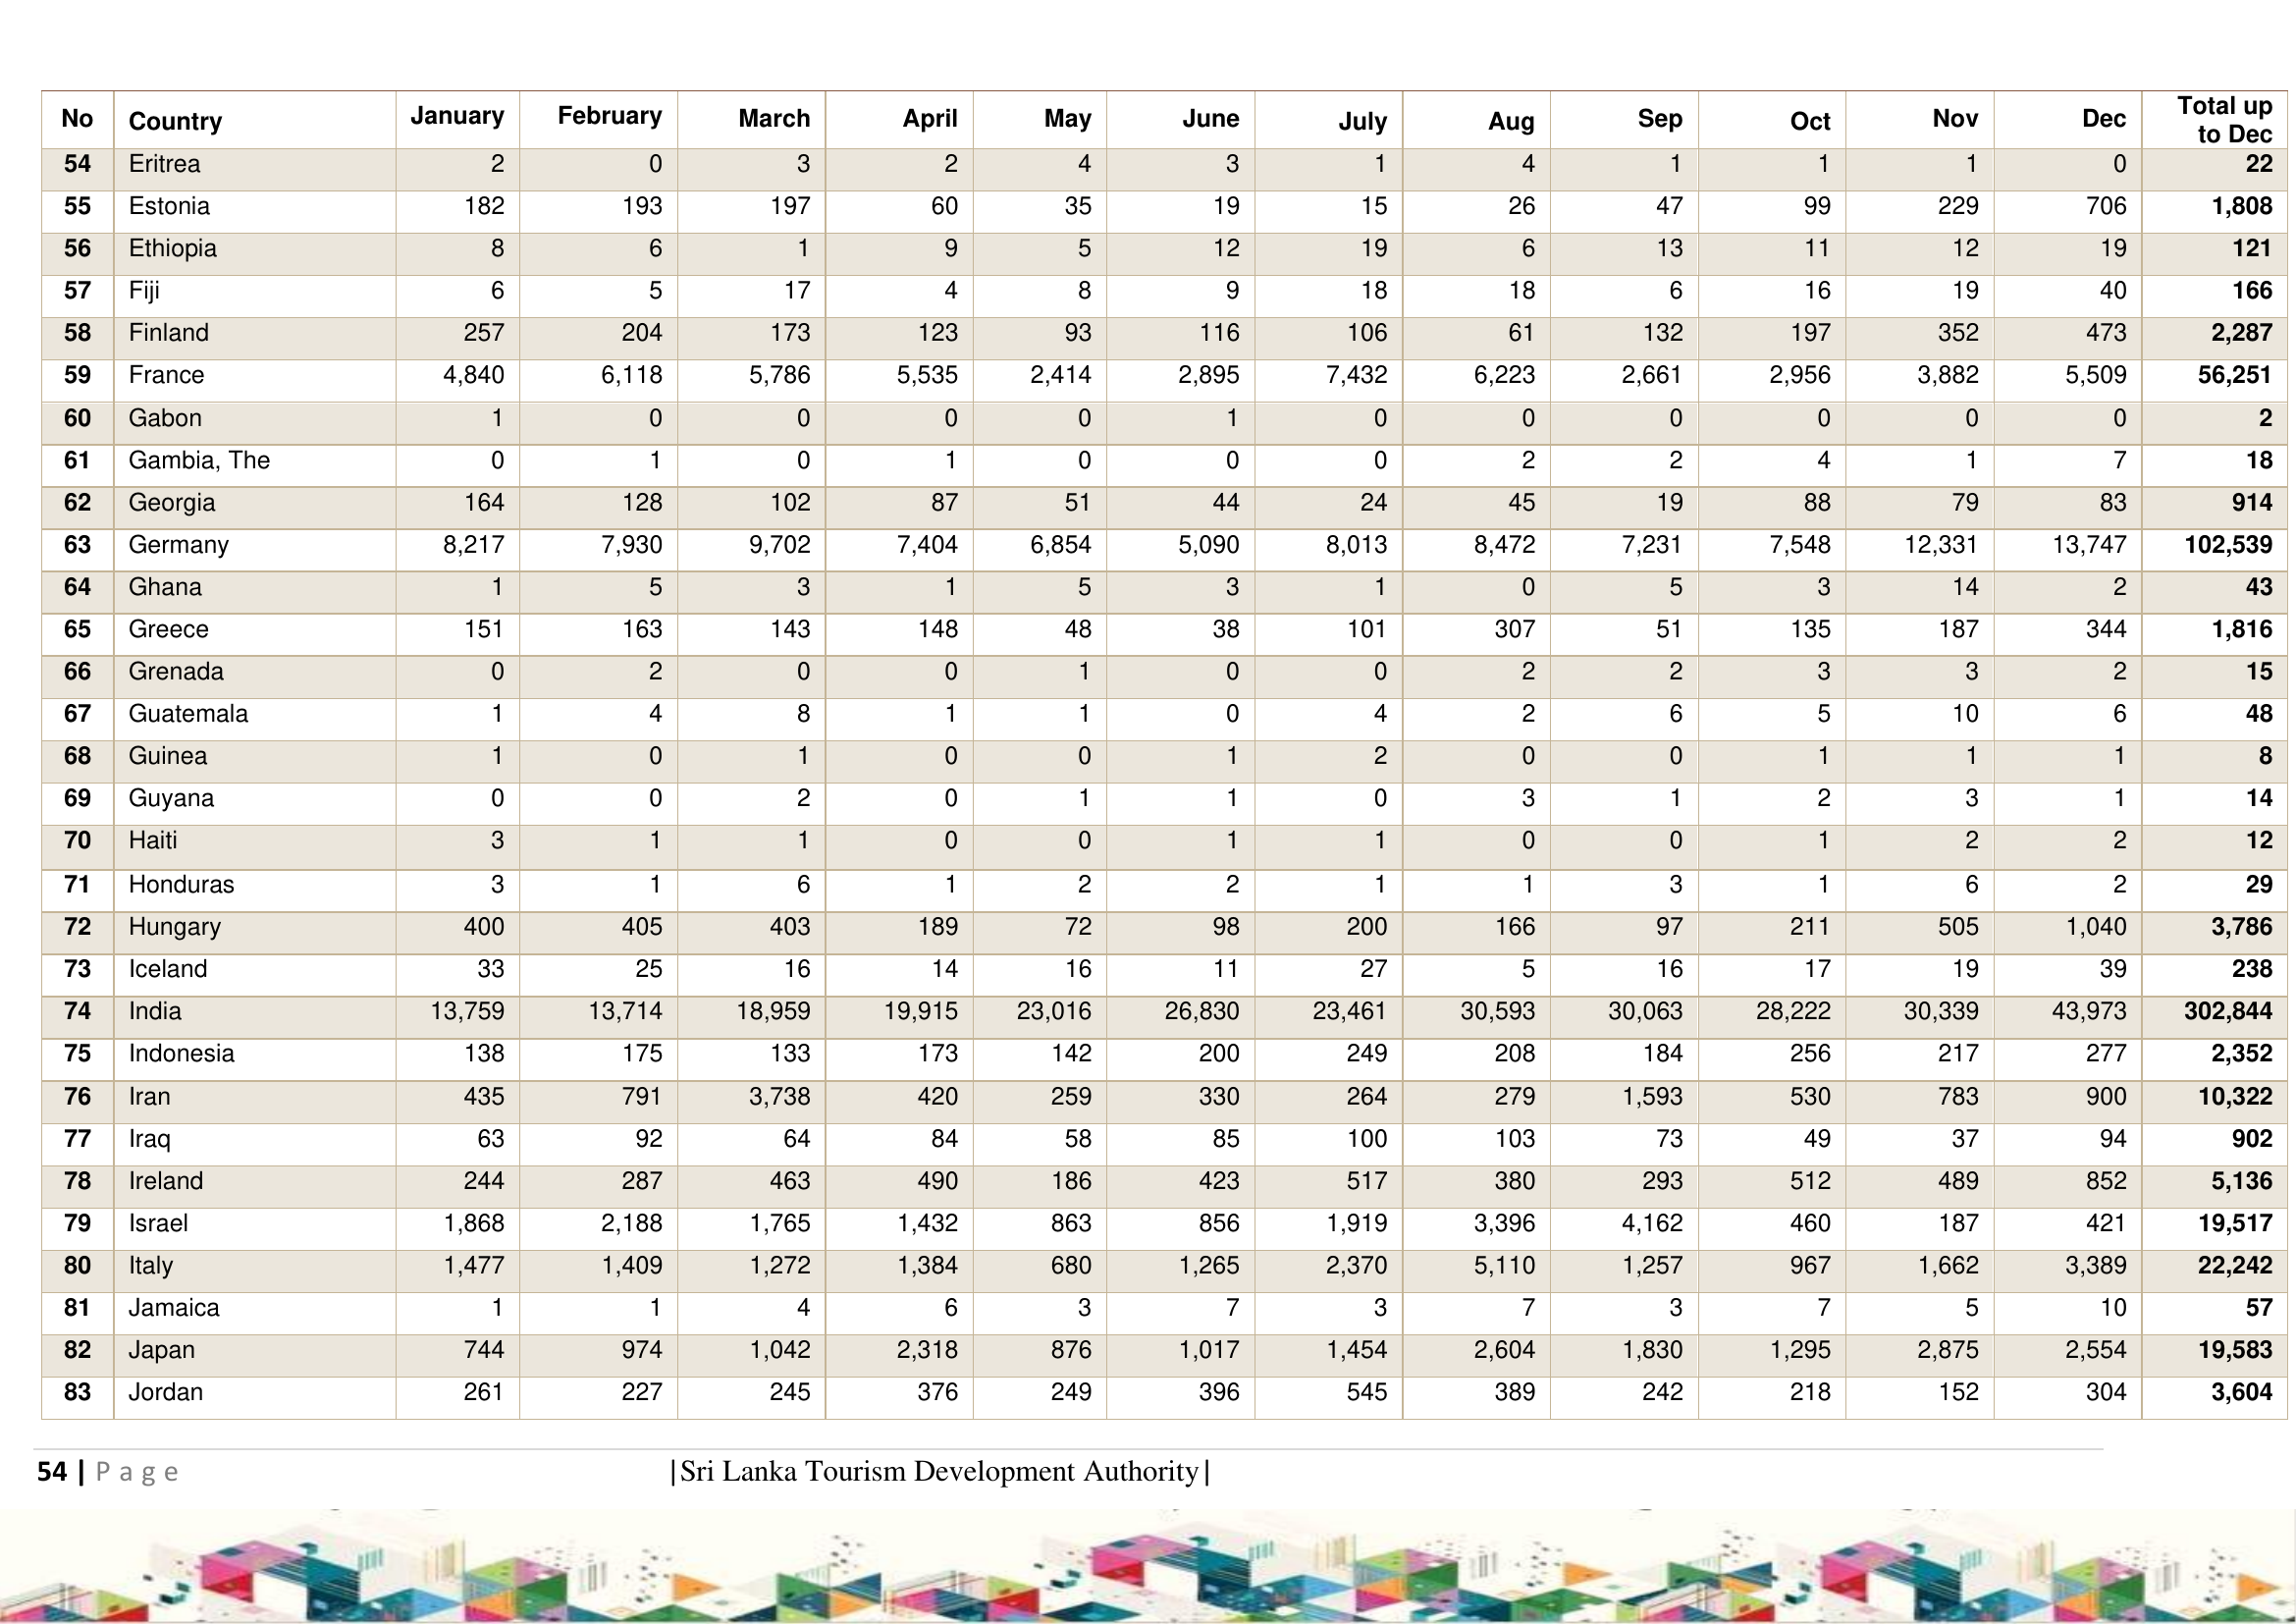 No Country January February March April May June July Aug Sep Oct Nov Dec Total up to Dec
54 Eritrea 2 0 3 2 4 3 1 4 1 1 1 0 22
55 Estonia 182 193 197 60 35 19 15 26 47 99 229 706 1,808
56 Ethiopia 8 6 1 9 5 12 19 6 13 11 12 19 121
57 Fiji 6 5 17 4 8 9 18 18 6 16 19 40 166
58 Finland 257 204 173 123 93 116 106 61 132 197 352 473 2,287
59 France 4,840 6,118 5,786 5,535 2,414 2,895 7,432 6,223 2,661 2,956 3,882 5,509 56,251
60 Gabon 1 0 0 0 0 1 0 0 0 0 0 0 2
61 Gambia, The 0 1 0 1 0 0 0 2 2 4 1 7 18
62 Georgia 164 128 102 87 51 44 24 45 19 88 79 83 914
63 Germany 8,217 7,930 9,702 7,404 6,854 5,090 8,013 8,472 7,231 7,548 12,331 13,747 102,539
64 Ghana 1 5 3 1 5 3 1 0 5 3 14 2 43
65 Greece 151 163 143 148 48 38 101 307 51 135 187 344 1,816
66 Grenada 0 2 0 0 1 0 0 2 2 3 3 2 15
67 Guatemala 1 4 8 1 1 0 4 2 6 5 10 6 48
68 Guinea 1 0 1 0 0 1 2 0 0 1 1 1 8
69 Guyana 0 0 2 0 1 1 0 3 1 2 3 1 14
70 Haiti 3 1 1 0 0 1 1 0 0 1 2 2 12
71 Honduras 3 1 6 1 2 2 1 1 3 1 6 2 29
72 Hungary 400 405 403 189 72 98 200 166 97 211 505 1,040 3,786
73 Iceland 33 25 16 14 16 11 27 5 16 17 19 39 238
74 India 13,759 13,714 18,959 19,915 23,016 26,830 23,461 30,593 30,063 28,222 30,339 43,973 302,844
75 Indonesia 138 175 133 173 142 200 249 208 184 256 217 277 2,352
76 Iran 435 791 3,738 420 259 330 264 279 1,593 530 783 900 10,322
77 Iraq 63 92 64 84 58 85 100 103 73 49 37 94 902
78 Ireland 244 287 463 490 186 423 517 380 293 512 489 852 5,136
79 Israel 1,868 2,188 1,765 1,432 863 856 1,919 3,396 4,162 460 187 421 19,517
80 Italy 1,477 1,409 1,272 1,384 680 1,265 2,370 5,110 1,257 967 1,662 3,389 22,242
81 Jamaica 1 1 4 6 3 7 3 7 3 7 5 10 57
82 Japan 744 974 1,042 2,318 876 1,017 1,454 2,604 1,830 1,295 2,875 2,554 19,583
83 Jordan 261 227 245 376 249 396 545 389 242 218 152 304 3,604
54 | Page |Sri Lanka Tourism Development Authority|